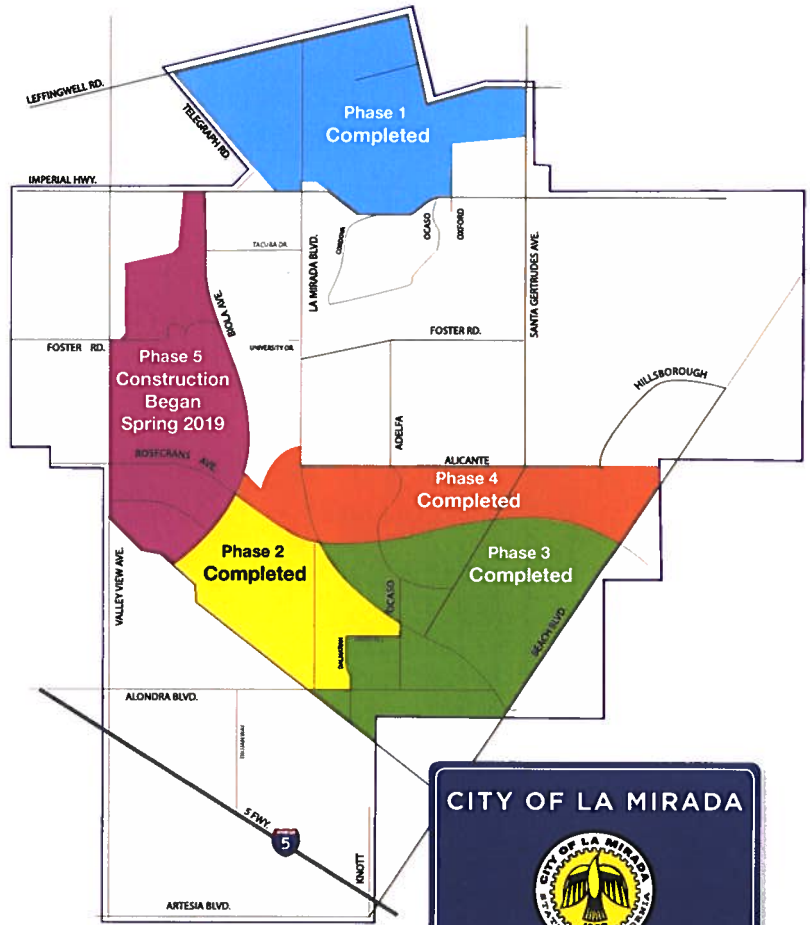 LEFFINGWELL RD.
TELEGRAPH RD.
Phase 1
Completed
IMPERIAL HWY.
TACUBA DR.
LA MIRADA BLVD.
CORDOVA
OCASO
OXFORD
SANTA GERTRUDES AVE.
BIOLA AVE.
FOSTER RD.
UNIVERSITY DR.
FOSTER RD.
Phase 5
Construction
Began
Spring 2019
HILLSBOROUGH
ADELFA
ROSECRANS AVE.
ALICANTE
Phase 4
Completed
Phase 2
Completed
Phase 3
Completed
VALLEY VIEW AVE.
OCASO
BEACH BLVD
ALONDRA BLVD.
5 FWY.
5
KNOTT
ARTESIA BLVD.
CITY OF LA MIRADA
CITY OF LA MIRADA